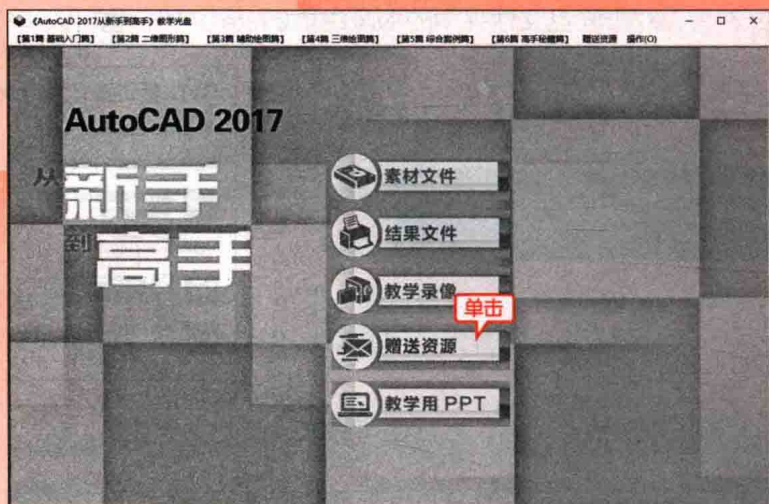 《AutoCAD 2017从新手到高手》教学光盘
【第1篇 基础入门篇】 【第2篇 二维图形篇】 【第3篇 辅助绘图篇】 【第4篇 三维绘图篇】 【第5篇 综合案例篇】 【第6篇 高手秘籍篇】 赠送资源 操作(O)
AutoCAD 2017
从新手
到高手
素材文件
结果文件
教学录像
单击
赠送资源
教学用 PPT